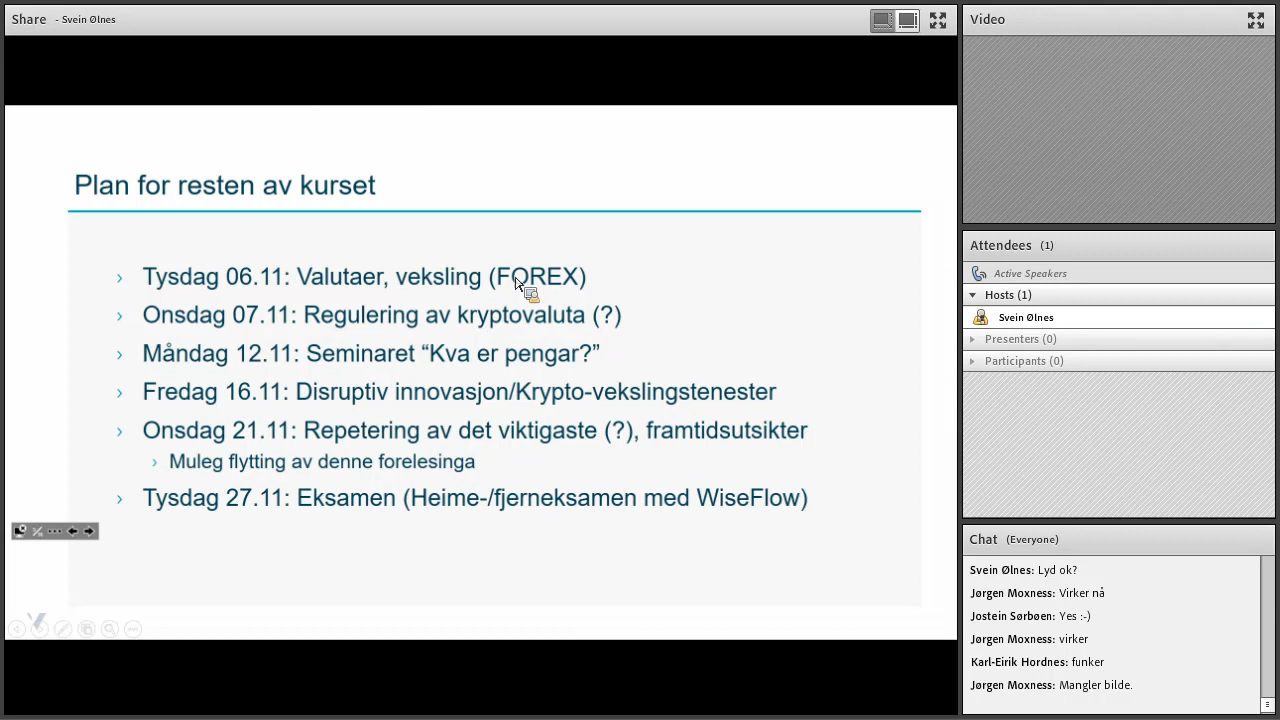 Share - Svein Ølnes
Plan for resten av kurset
› Tysdag 06.11: Valutaer, veksling (FOREX)
› Onsdag 07.11: Regulering av kryptovaluta (?)
› Måndag 12.11: Seminaret “Kva er pengar?”
› Fredag 16.11: Disruptiv innovasjon/Krypto-vekslingstenester
› Onsdag 21.11: Repetering av det viktigaste (?), framtidsutsikter
› Muleg flytting av denne forelesinga
› Tysdag 27.11: Eksamen (Heime-/fjerneksamen med WiseFlow)
Video
Attendees (1)
Active Speakers
Hosts (1)
Svein Ølnes
Presenters (0)
Participants (0)
Chat (Everyone)
Svein Ølnes: Lyd ok?
Jørgen Moxness: Virker nå
Jostein Sørbøen: Yes :-)
Jørgen Moxness: virker
Karl-Eirik Hordnes: funker
Jørgen Moxness: Mangler bilde.